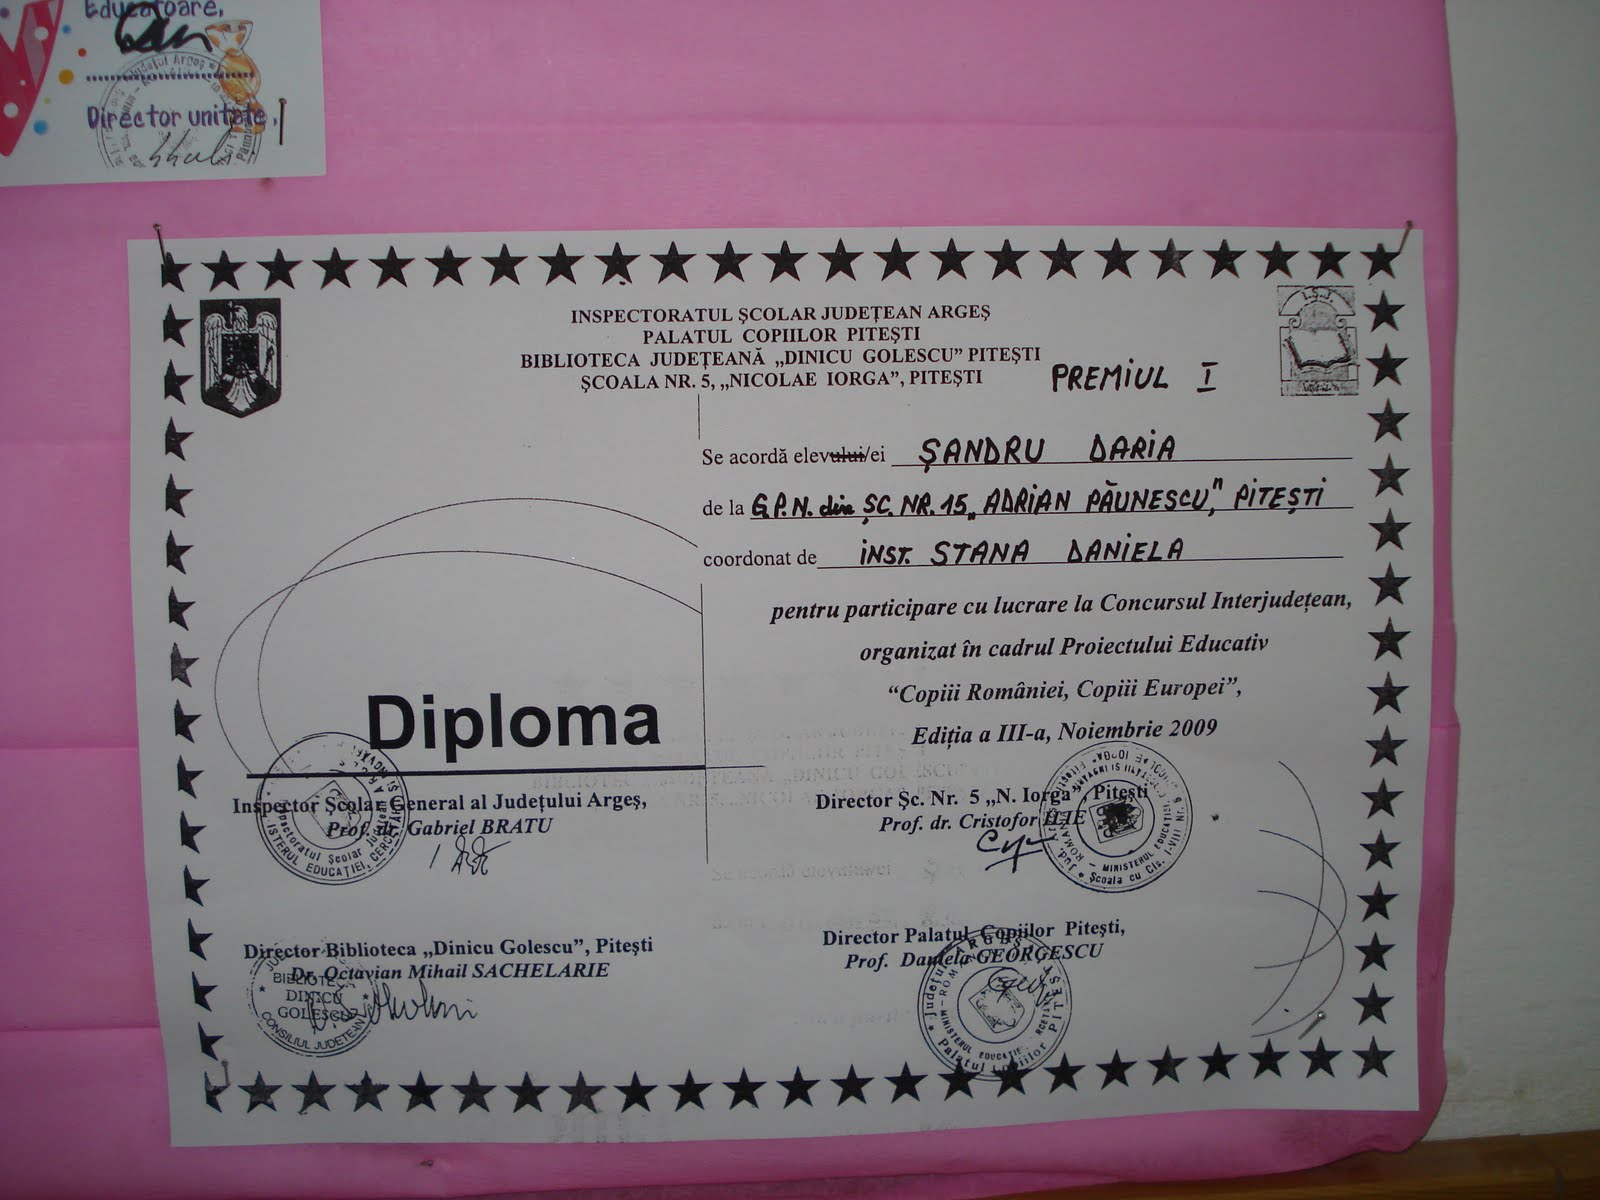 Educatoare,
Director unitate,
INSPECTORATUL ŞCOLAR JUDEŢEAN ARGEŞ
PALATUL COPIILOR PITEŞTI
BIBLIOTECA JUDEŢEANĂ „DINICU GOLESCU” PITEŞTI
ŞCOALA NR. 5, „NICOLAE IORGA”, PITEŞTI
I.S.J.
PREMIUL I
Se acordă elevului/ei ŞANDRU DARIA
de la G.P.N. din ŞC. NR. 15 „ADRIAN PĂUNESCU”, PITEŞTI
coordonat de INST. STANA DANIELA
pentru participare cu lucrare la Concursul Interjudeţean,
organizat în cadrul Proiectului Educativ
“Copiii României, Copiii Europei”,
Ediţia a III-a, Noiembrie 2009
Diploma
Inspector Şcolar General al Judeţului Argeş,
Prof. dr. Gabriel BRATU
Director Şc. Nr. 5 „N. Iorga”, Piteşti
Prof. dr. Cristofor ILIE
Director Biblioteca „Dinicu Golescu”, Piteşti
Dr. Octavian Mihail SACHELARIE
BIBLIOTECA
DINICU
GOLESCU
CONSILIUL JUDEŢEAN
Director Palatul Copiilor Piteşti,
Prof. Daniela GEORGESCU